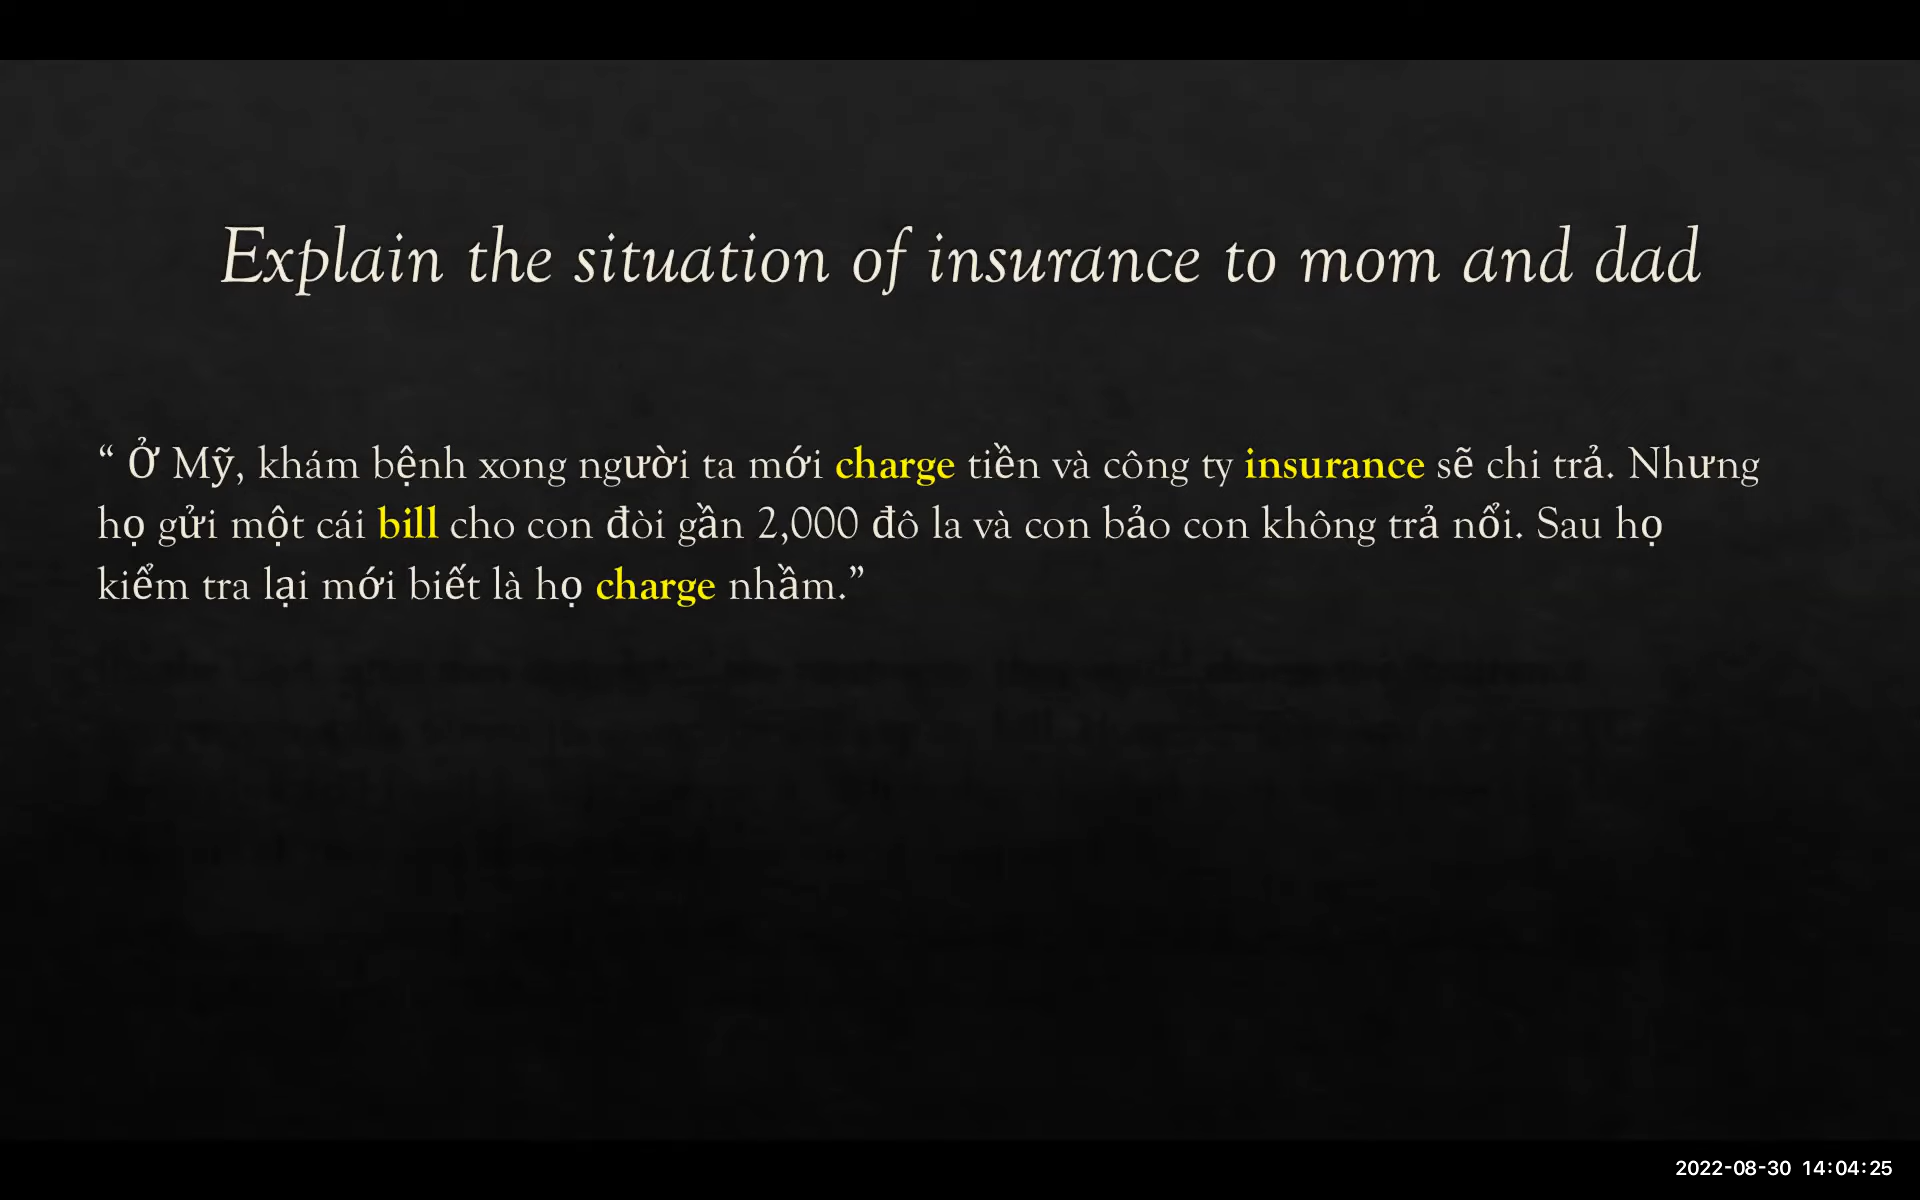 Explain the situation of insurance to mom and dad
“ Ở Mỹ, khám bệnh xong người ta mới charge tiền và công ty insurance sẽ chi trả. Nhưng
họ gửi một cái bill cho con đòi gần 2,000 đô la và con bảo con không trả nổi. Sau họ
kiểm tra lại mới biết là họ charge nhầm.”
2022-08-30 14:04:25